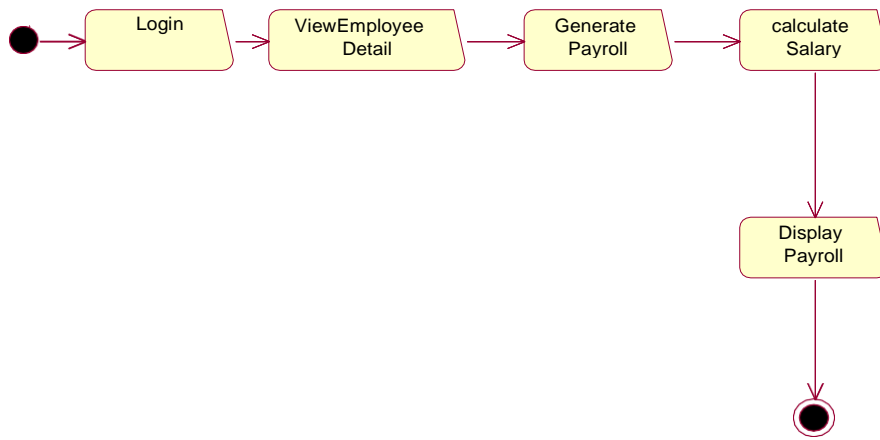 Login
ViewEmployee
Detail
Generate
Payroll
calculate
Salary
Display
Payroll